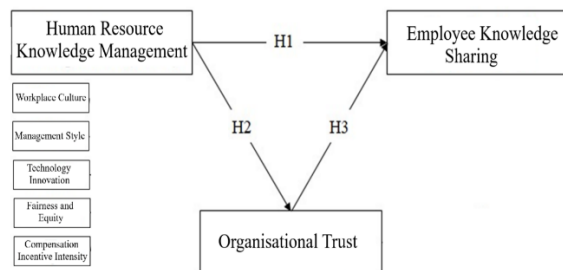 Human Resource
Knowledge Management
H1
Employee Knowledge
Sharing
Workplace Culture
Management Style
Technology
Innovation
Fairness and
Equity
Compensation
Incentive Intensity
H2
H3
Organisational Trust